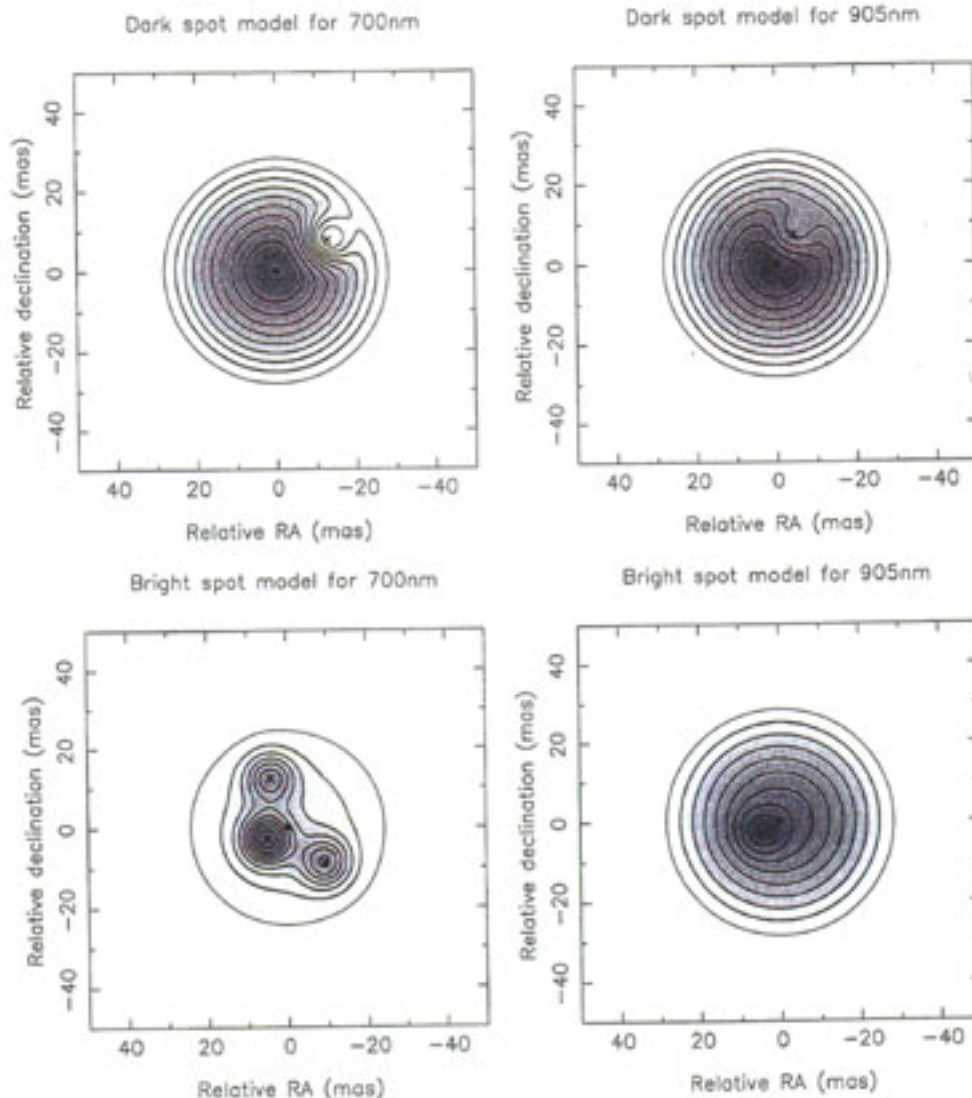 Dark spot model for 700nm
Relative declination (mas)
40
20
0
−20
−40
40 20 0 −20 −40
Relative RA (mas)
Dark spot model for 905nm
Relative declination (mas)
40
20
0
−20
−40
40 20 0 −20 −40
Relative RA (mas)
Bright spot model for 700nm
Relative declination (mas)
40
20
0
−20
−40
40 20 0 −20 −40
Relative RA (mas)
Bright spot model for 905nm
Relative declination (mas)
40
20
0
−20
−40
40 20 0 −20 −40
Relative RA (mas)